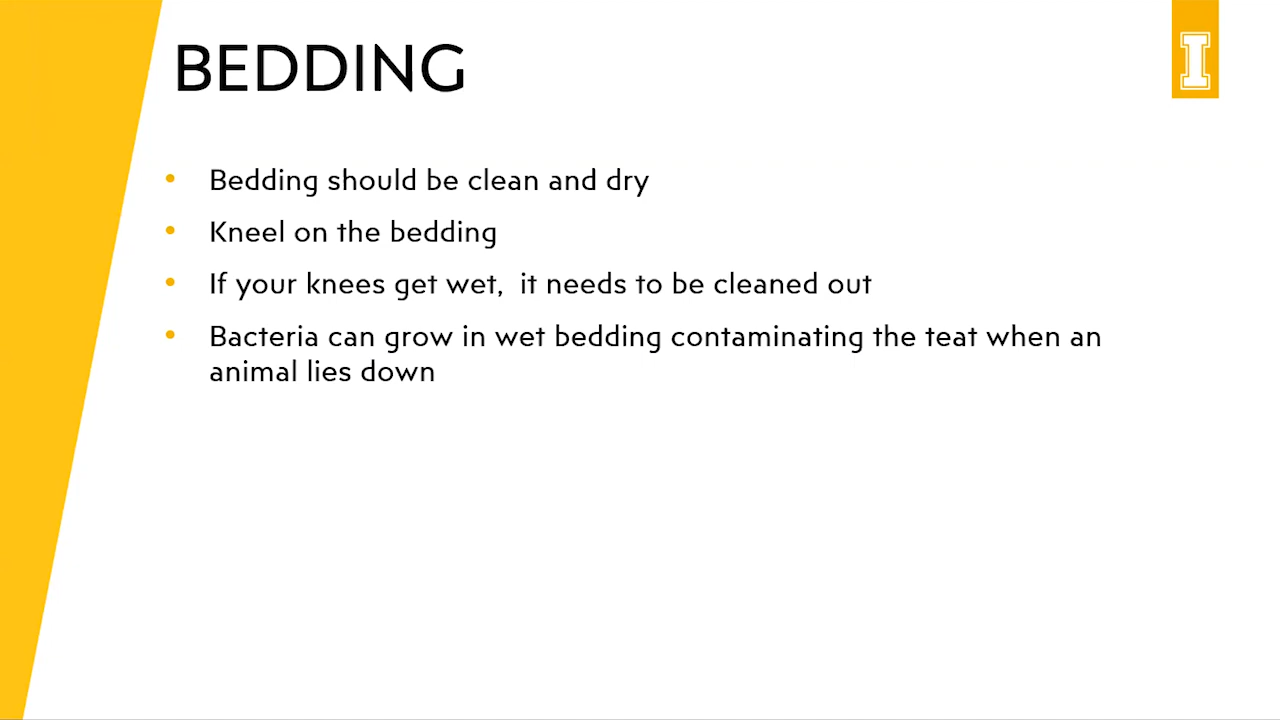 BEDDING
I
• Bedding should be clean and dry
• Kneel on the bedding
• If your knees get wet,  it needs to be cleaned out
• Bacteria can grow in wet bedding contaminating the teat when an
animal lies down